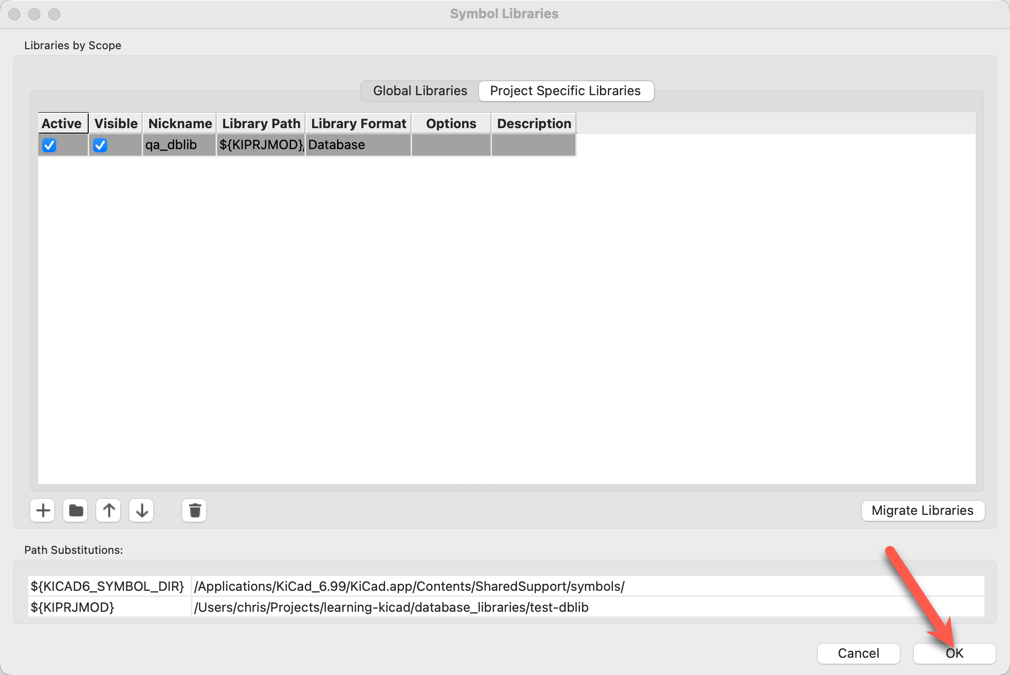 Symbol Libraries
Libraries by Scope
Global Libraries Project Specific Libraries
Active Visible Nickname Library Path Library Format Options Description
qa_dblib ${KIPRJMOD}, Database
Migrate Libraries
Path Substitutions:
${KICAD6_SYMBOL_DIR} /Applications/KiCad_6.99/KiCad.app/Contents/SharedSupport/symbols/
${KIPRJMOD} /Users/chris/Projects/learning-kicad/database_libraries/test-dblib
Cancel OK